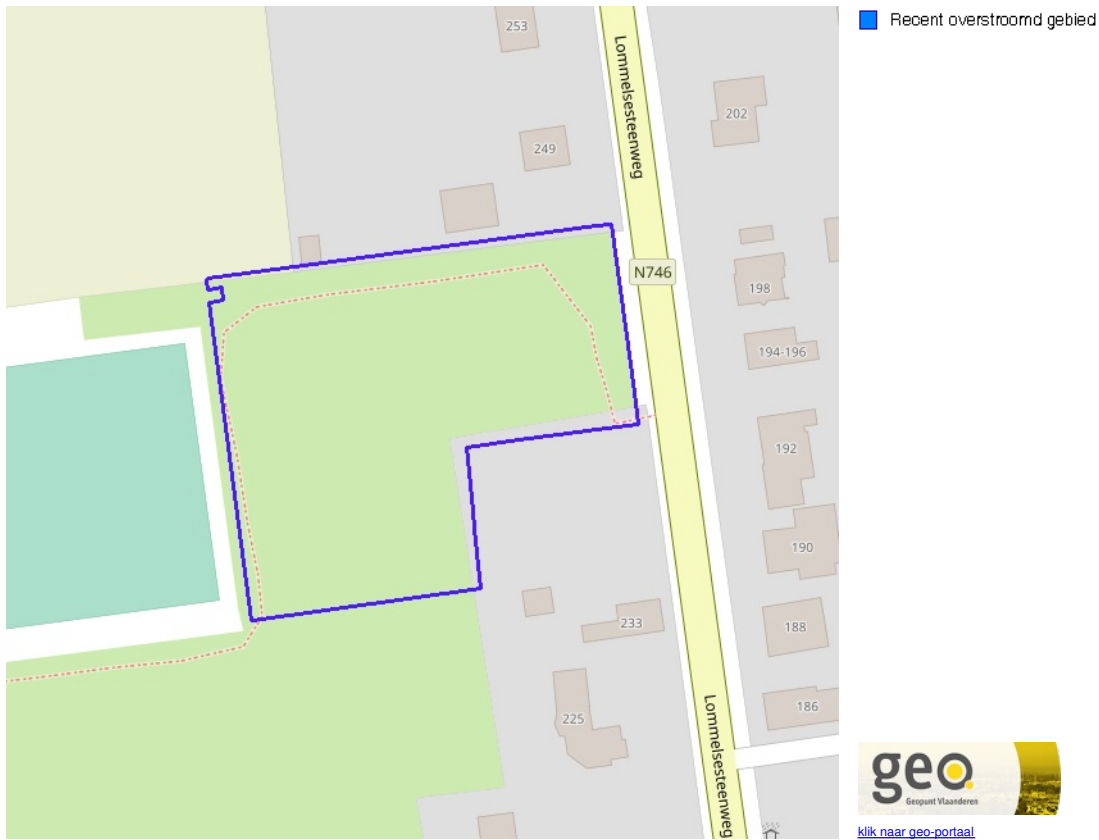 Recent overstroomd gebied
253
Lommelsesteenweg
202
249
N746
198
194-196
192
190
233
188
186
225
Lommelsesteenweg
geo
Geopunt Vlaanderen
klik naar geo-portaal